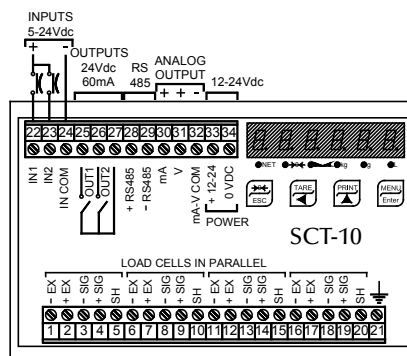 INPUTS
5-24Vdc
+ -
OUTPUTS
24Vdc
60mA
RS
485
ANALOG
OUTPUT
+ + -
12-24Vdc
22 23 24 25 26 27 28 29 30 31 32 33 34
IN1
IN2
IN COM
OUT1
OUT2
+ RS485
- RS485
mA
V
mA-V COM
+ 12-24
0 VDC
POWER
NET kg g L
ESC
TARE
PRINT
MENU
Enter
SCT-10
LOAD CELLS IN PARALLEL
- EX + EX - SIG + SIG SH - EX + EX - SIG + SIG SH - EX + EX - SIG + SIG SH - EX + EX - SIG + SIG SH
1 2 3 4 5 6 7 8 9 10 11 12 13 14 15 16 17 18 19 20 21